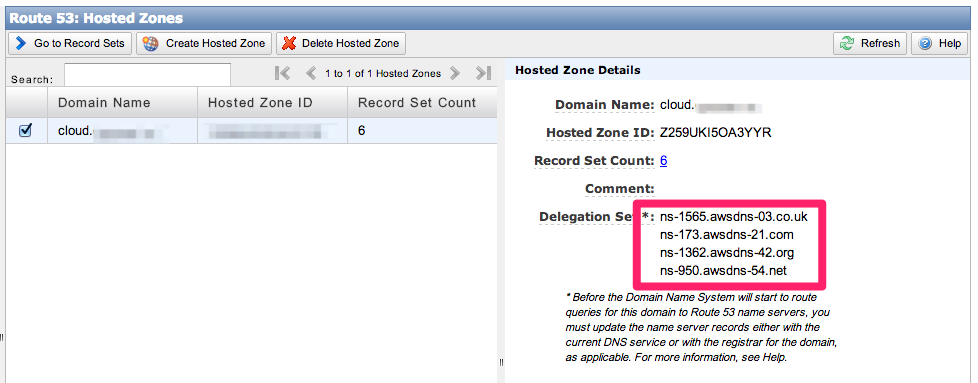 Route 53: Hosted Zones
Go to Record Sets
Create Hosted Zone
Delete Hosted Zone
Refresh
Help
Search:
1 to 1 of 1 Hosted Zones
Domain Name
Hosted Zone ID
Record Set Count
cloud.
6
Hosted Zone Details
Domain Name: cloud.
Hosted Zone ID: Z259UKI5OA3YYR
Record Set Count: 6
Comment:
Delegation Set*: ns-1565.awsdns-03.co.uk
ns-173.awsdns-21.com
ns-1362.awsdns-42.org
ns-950.awsdns-54.net
* Before the Domain Name System will start to route
queries for this domain to Route 53 name servers, you
must update the name server records either with the
current DNS service or with the registrar for the domain,
as applicable. For more information, see Help.